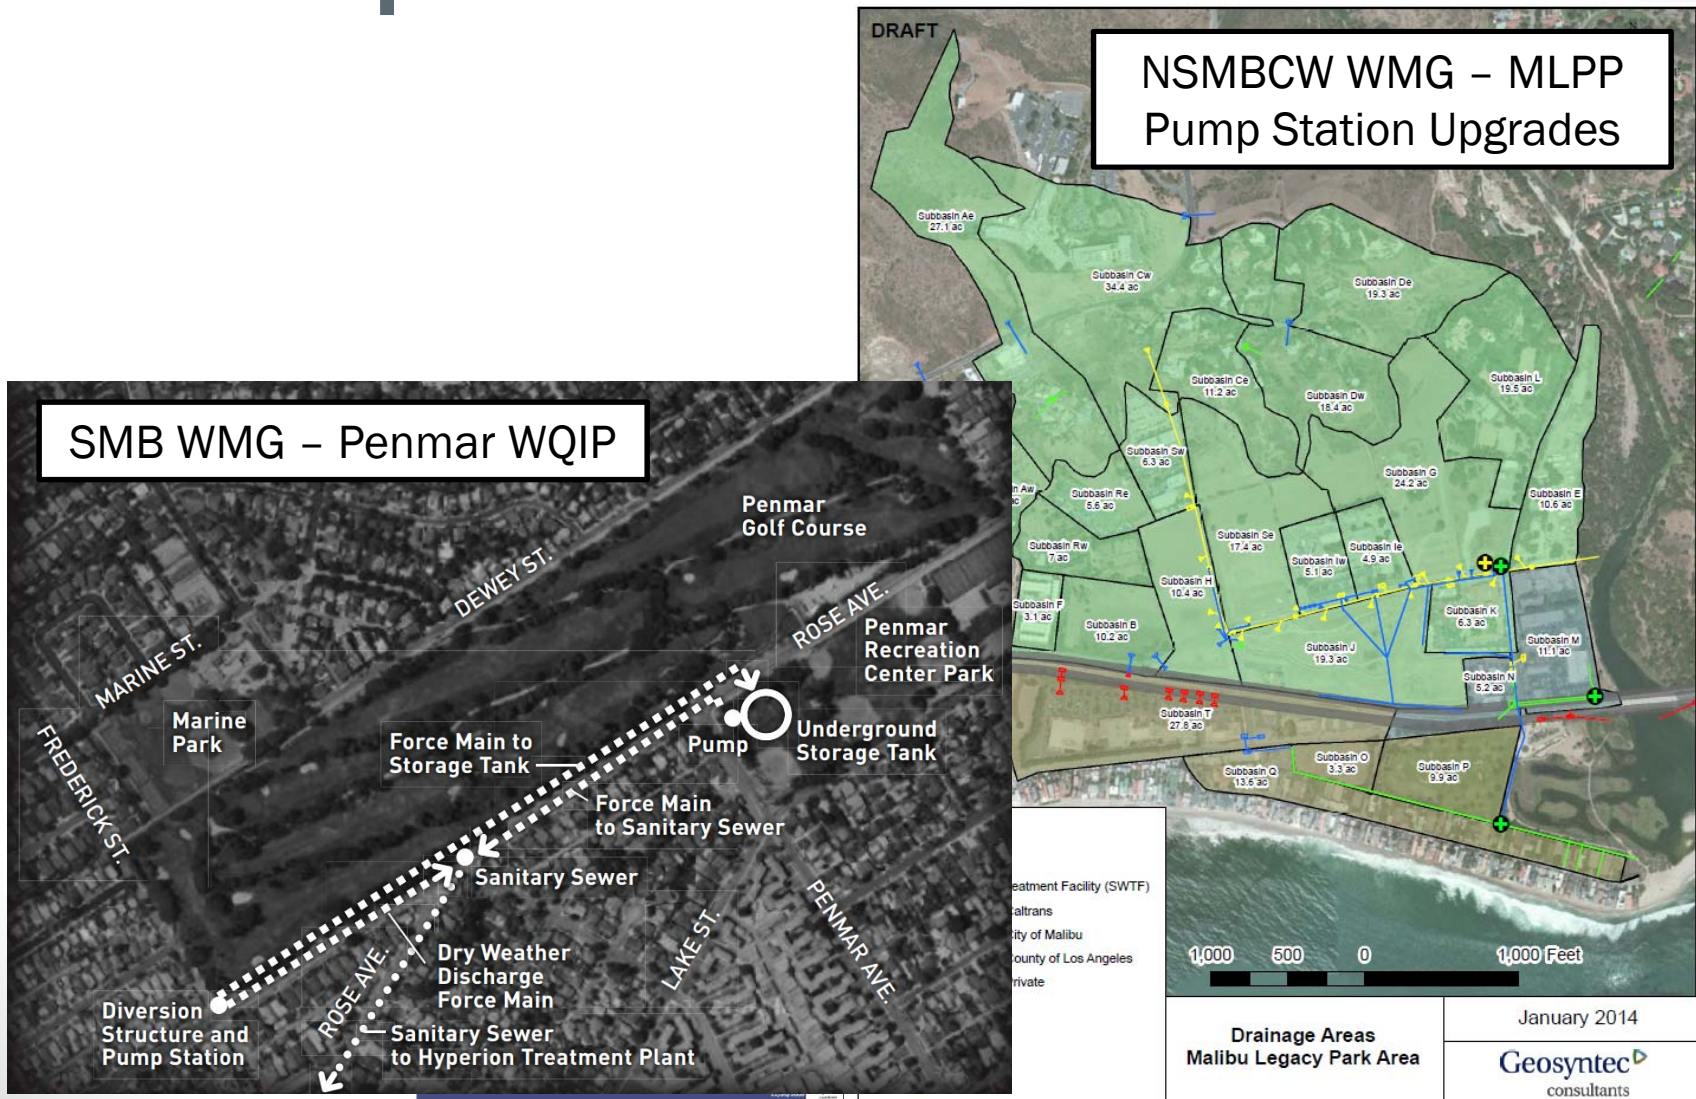 DRAFT
NSMBCW WMG – MLPP
Pump Station Upgrades
Subbasin Ae
27.1 ac
Subbasin Cw
34.4 ac
Subbasin De
19.3 ac
Subbasin Ce
11.2 ac
Subbasin Dw
18.4 ac
Subbasin L
19.5 ac
Subbasin Sw
6.3 ac
Subbasin G
24.2 ac
Subbasin Re
5.6 ac
Subbasin E
10.6 ac
Subbasin Se
17.4 ac
Subbasin Rw
7 ac
Subbasin Iw
5.1 ac
Subbasin Ie
4.9 ac
Subbasin H
10.4 ac
Subbasin F
3.1 ac
Subbasin B
10.2 ac
Subbasin K
6.3 ac
Subbasin J
19.3 ac
Subbasin M
11.1 ac
Subbasin N
5.2 ac
Subbasin T
27.8 ac
Subbasin Q
13.6 ac
Subbasin O
3.3 ac
Subbasin P
9.9 ac
Facility (SWTF)
of Malibu
of Los Angeles
1,000 500 0 1,000 Feet
Drainage Areas
Malibu Legacy Park Area
January 2014
Geosyntec
consultants
SMB WMG – Penmar WQIP
Penmar
Golf Course
DEWEY ST.
ROSE AVE.
Penmar
Recreation
Center Park
MARINE ST.
Marine
Park
FREDERICK ST.
Force Main to
Storage Tank
Pump
Underground
Storage Tank
Force Main
to Sanitary Sewer
Sanitary Sewer
PENMAR AVE.
LAKE ST.
Dry Weather
Discharge
Force Main
ROSE AVE.
Diversion
Structure and
Pump Station
Sanitary Sewer
to Hyperion Treatment Plant